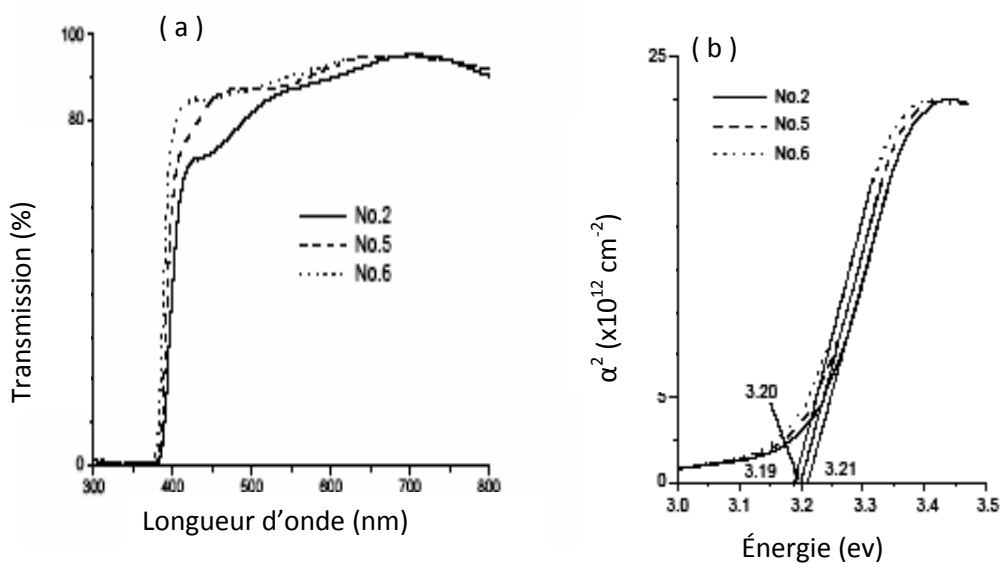 ( a )
100
80
0
Transmission (%)
No.2
No.5
No.6
300 400 500 600 700 800
Longueur d'onde (nm)
( b )
25
5
0
α² (x10¹² cm⁻²)
No.2
No.5
No.6
3.20
3.19
3.21
3.0 3.1 3.2 3.3 3.4 3.5
Énergie (ev)